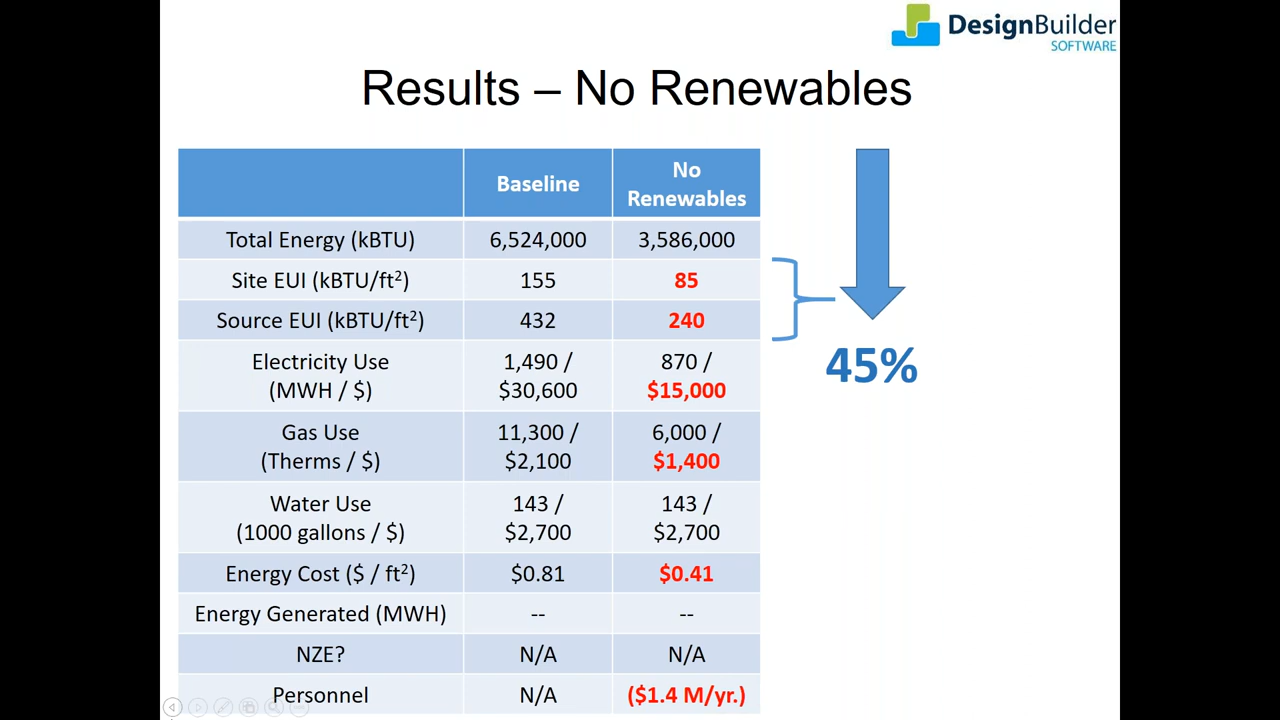 DesignBuilder
SOFTWARE
Results – No Renewables
Baseline
No
Renewables
Total Energy (kBTU) 6,524,000 3,586,000
Site EUI (kBTU/ft²) 155 85
Source EUI (kBTU/ft²) 432 240
Electricity Use
(MWH / $)
1,490 /
$30,600
870 /
$15,000
Gas Use
(Therms / $)
11,300 /
$2,100
6,000 /
$1,400
Water Use
(1000 gallons / $)
143 /
$2,700
143 /
$2,700
Energy Cost ($ / ft²) $0.81 $0.41
Energy Generated (MWH) -- --
NZE? N/A N/A
Personnel N/A ($1.4 M/yr.)
45%